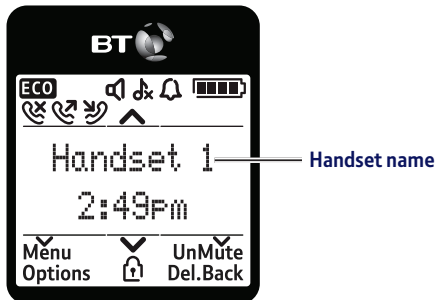 BT
ECO
Handset 1
Handset name
2:49pm
Menu UnMute
Options Del.Back